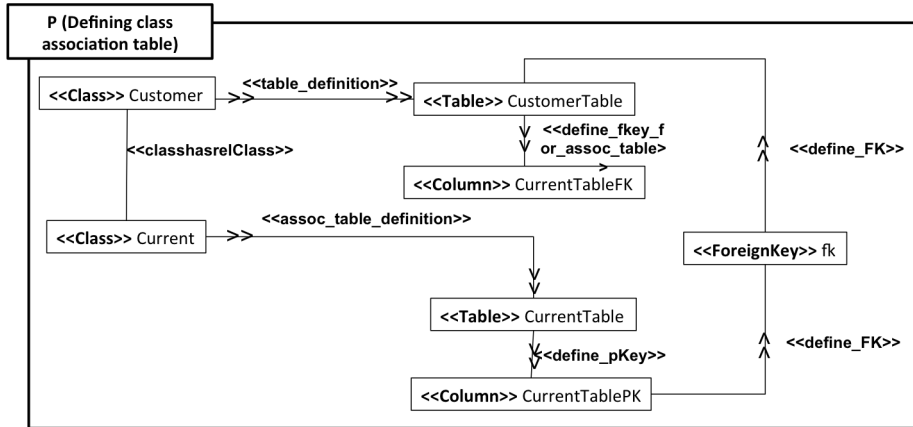 P (Defining class
association table)
<<table_definition>>
<<Class>> Customer
<<Table>> CustomerTable
<<define_fkey_f
or_assoc_table>
<<classhasrelClass>>
<<define_FK>>
<<Column>> CurrentTableFK
<<assoc_table_definition>>
<<Class>> Current
<<ForeignKey>> fk
<<Table>> CurrentTable
<<define_FK>>
<<define_pKey>>
<<Column>> CurrentTablePK